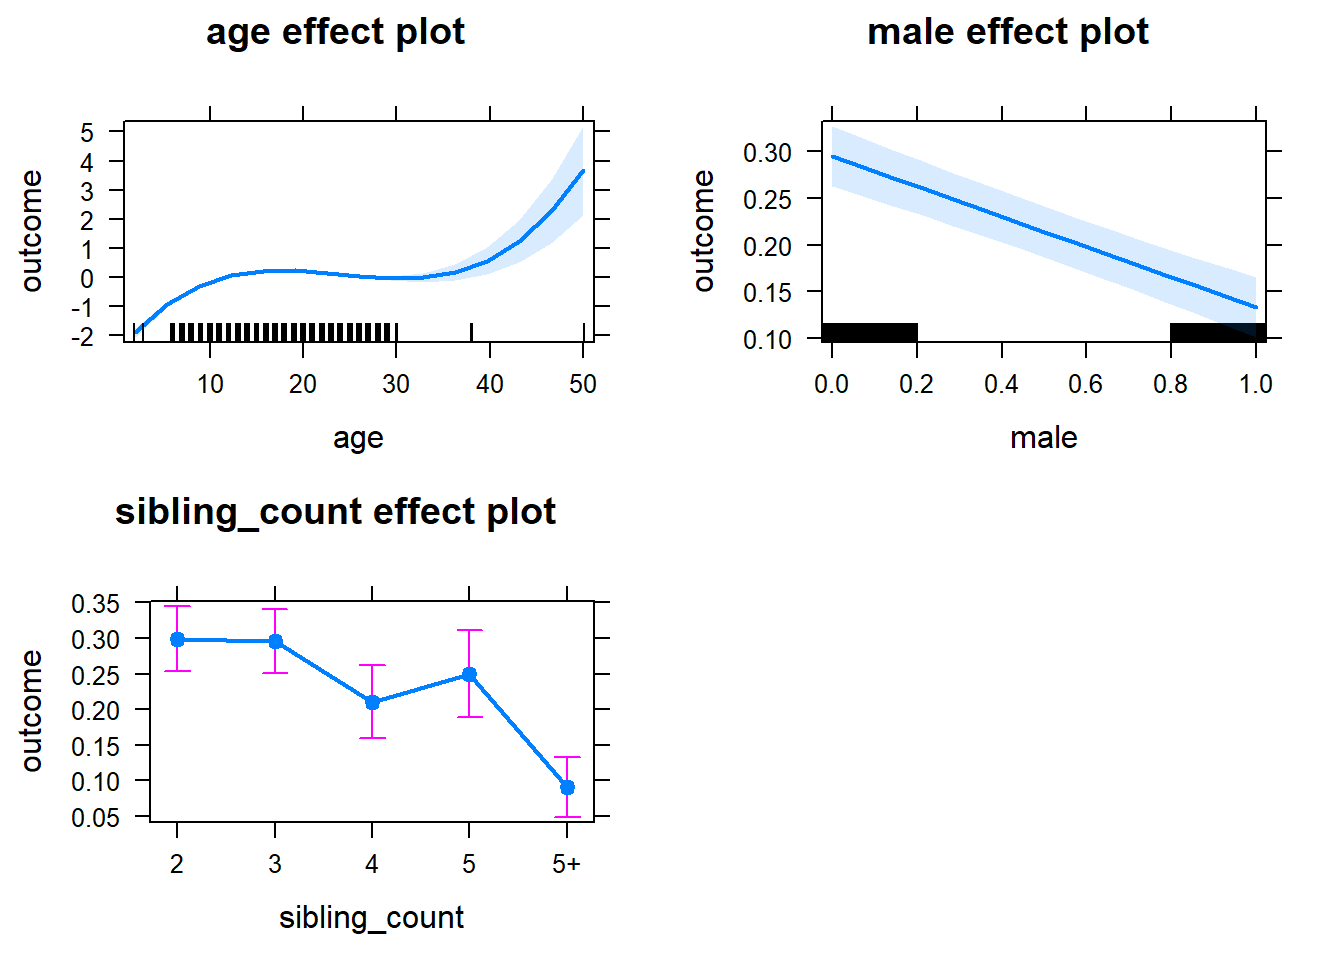 age effect plot
outcome
5
4
3
2
1
0
-1
-2
10 20 30 40 50
age
male effect plot
outcome
0.30
0.25
0.20
0.15
0.10
0.0 0.2 0.4 0.6 0.8 1.0
male
sibling_count effect plot
outcome
0.35
0.30
0.25
0.20
0.15
0.10
0.05
2 3 4 5 5+
sibling_count